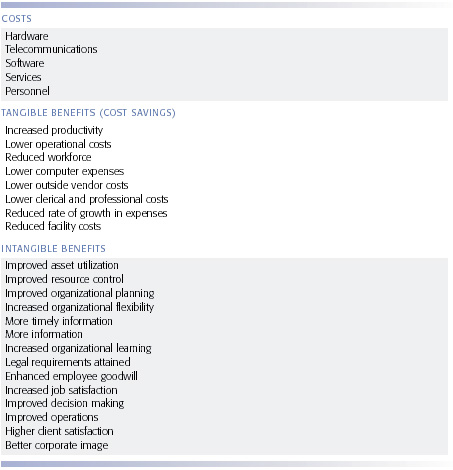 COSTS
Hardware
Telecommunications
Software
Services
Personnel
TANGIBLE BENEFITS (COST SAVINGS)
Increased productivity
Lower operational costs
Reduced workforce
Lower computer expenses
Lower outside vendor costs
Lower clerical and professional costs
Reduced rate of growth in expenses
Reduced facility costs
INTANGIBLE BENEFITS
Improved asset utilization
Improved resource control
Improved organizational planning
Increased organizational flexibility
More timely information
More information
Increased organizational learning
Legal requirements attained
Enhanced employee goodwill
Increased job satisfaction
Improved decision making
Improved operations
Higher client satisfaction
Better corporate image